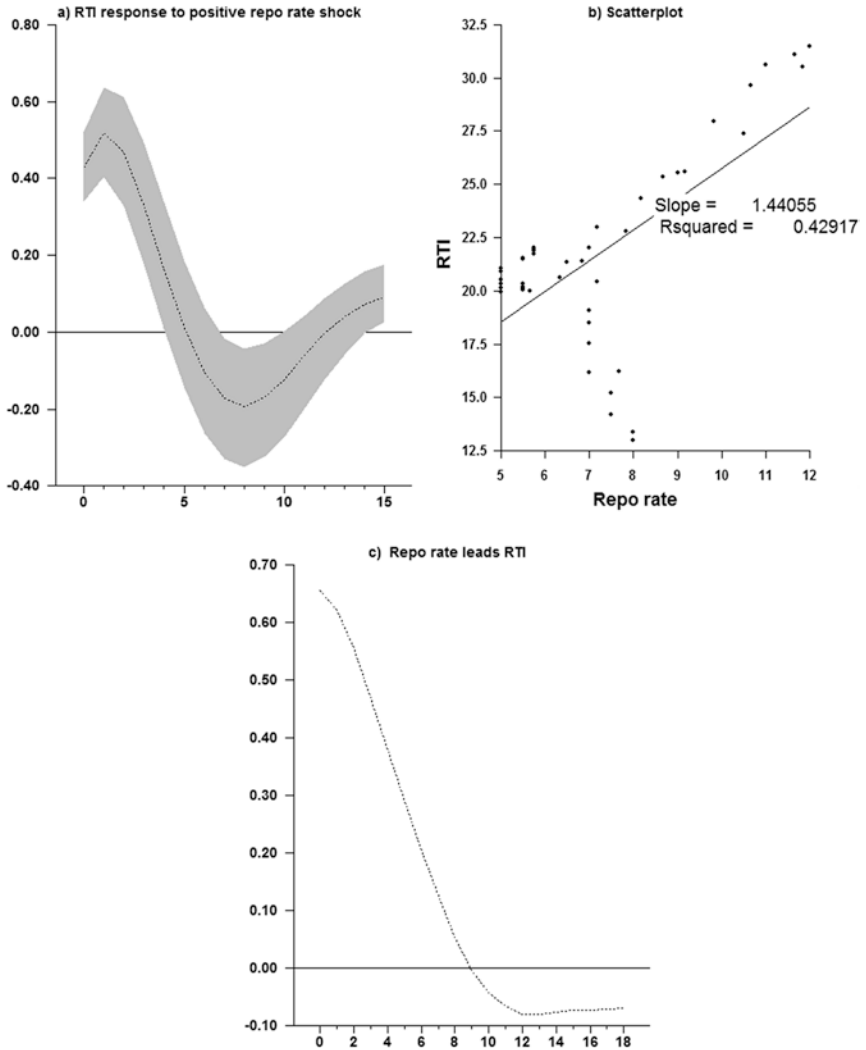 a) RTI response to positive repo rate shock
0.80
0.60
0.40
0.20
0.00
-0.20
-0.40
0 5 10 15
b) Scatterplot
32.5
30.0
27.5
25.0
22.5
20.0
17.5
15.0
12.5
RTI
Slope = 1.44055
Rsquared = 0.42917
5 6 7 8 9 10 11 12
Repo rate
c) Repo rate leads RTI
0.70
0.60
0.50
0.40
0.30
0.20
0.10
0.00
-0.10
0 2 4 6 8 10 12 14 16 18